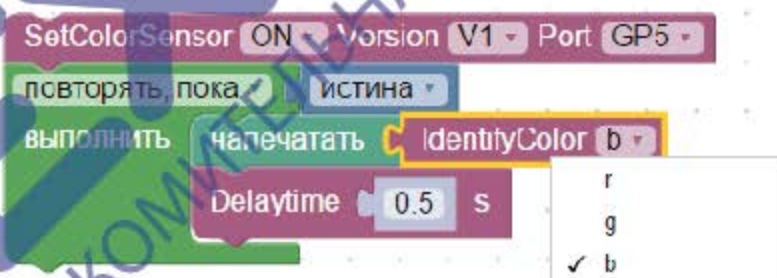 SetColorSensor ON Version V1 Port GP5
повторять, пока истина
выполнить напечатать IdentifyColor b
Delaytime 0.5 s
r
g
✓ b